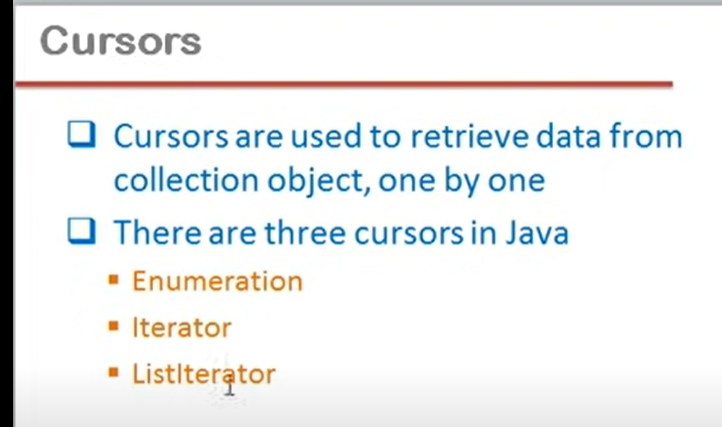 Cursors
Cursors are used to retrieve data from
collection object, one by one
There are three cursors in Java
Enumeration
Iterator
ListIterator